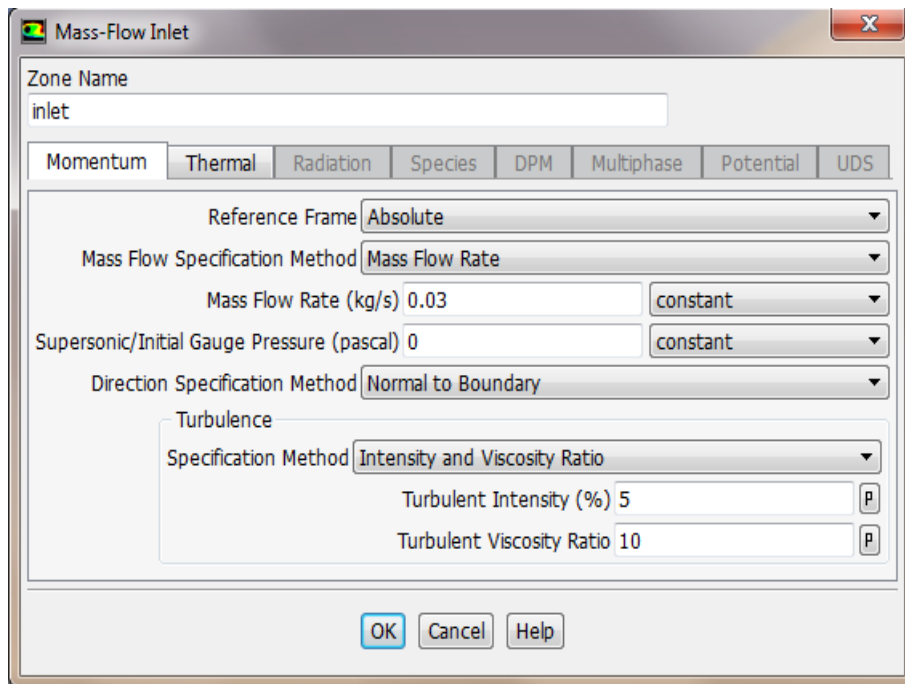 Mass-Flow Inlet
X
Zone Name
inlet
Momentum Thermal Radiation Species DPM Multiphase Potential UDS
Reference Frame Absolute
Mass Flow Specification Method Mass Flow Rate
Mass Flow Rate (kg/s) 0.03 constant
Supersonic/Initial Gauge Pressure (pascal) 0 constant
Direction Specification Method Normal to Boundary
Turbulence
Specification Method Intensity and Viscosity Ratio
Turbulent Intensity (%) 5 P
Turbulent Viscosity Ratio 10 P
OK Cancel Help